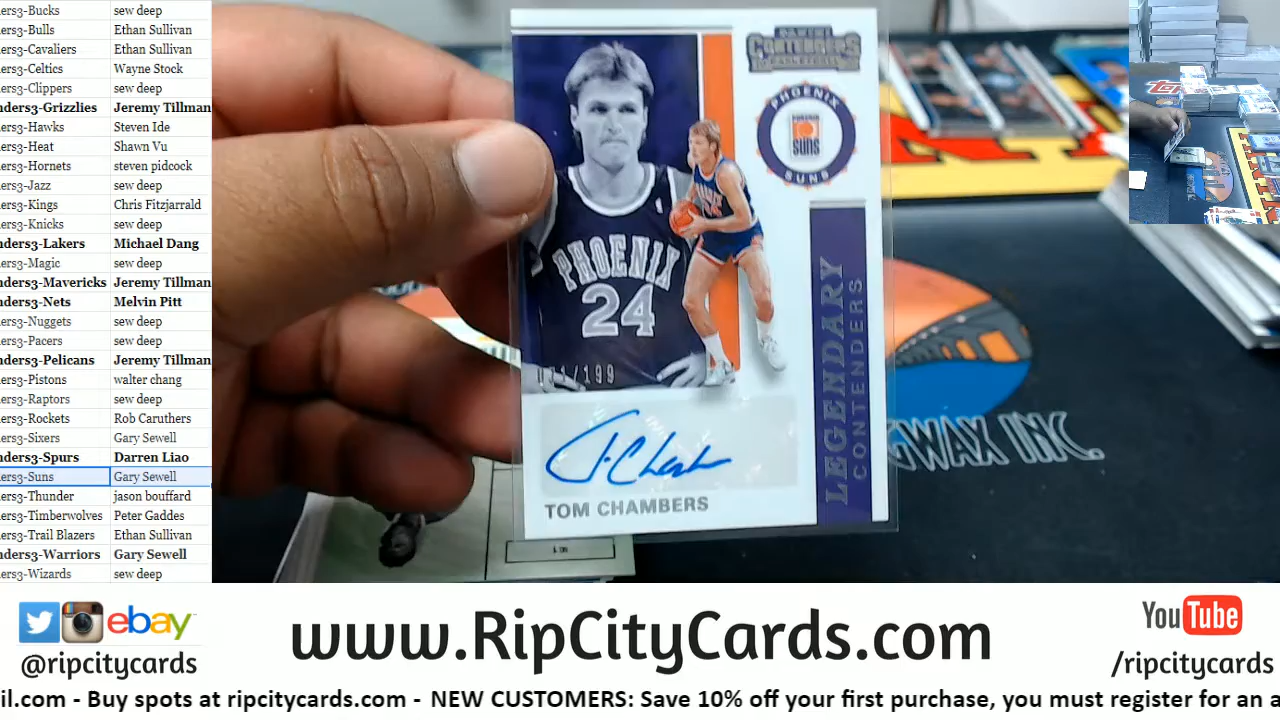 ers3-Bucks sew deep
ers3-Bulls Ethan Sullivan
ers3-Cavaliers Ethan Sullivan
ers3-Celtics Wayne Stock
ers3-Clippers sew deep
nders3-Grizzlies Jeremy Tillman
ers3-Hawks Steven Ide
ers3-Heat Shawn Vu
ers3-Hornets steven pidcock
ers3-Jazz sew deep
ers3-Kings Chris Fitzjarrald
ers3-Knicks sew deep
nders3-Lakers Michael Dang
ers3-Magic sew deep
nders3-Mavericks Jeremy Tillman
nders3-Nets Melvin Pitt
ers3-Nuggets sew deep
ers3-Pacers sew deep
nders3-Pelicans Jeremy Tillman
ers3-Pistons walter chang
ers3-Raptors sew deep
ers3-Rockets Rob Caruthers
ers3-Sixers Gary Sewell
nders3-Spurs Darren Liao
ers3-Suns Gary Sewell
ers3-Thunder jason bouffard
ers3-Timberwolves Peter Gaddes
ers3-Trail Blazers Ethan Sullivan
nders3-Warriors Gary Sewell
ers3-Wizards sew deep
PANINI
CONTENDERS
BASKETBALL
PHOENIX
SUNS
SUNS
PHOENIX
24
/199
LEGENDARY
CONTENDERS
TOM CHAMBERS
GWAX INC.
ebay
@ripcitycards
www.RipCityCards.com
YouTube
/ripcitycards
il.com - Buy spots at ripcitycards.com - NEW CUSTOMERS: Save 10% off your first purchase, you must register for an a